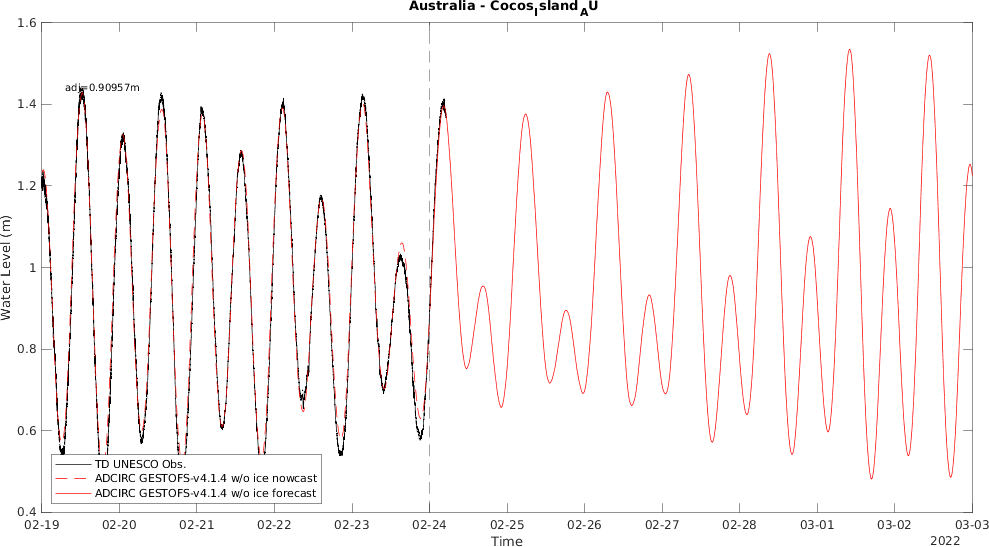 Australia - Cocos_Island_AU
1.6
adj=0.90957m
1.4
1.2
1
0.8
0.6
0.4
Water Level (m)
TD UNESCO Obs.
ADCIRC GESTOFS-v4.1.4 w/o ice nowcast
ADCIRC GESTOFS-v4.1.4 w/o ice forecast
02-19 02-20 02-21 02-22 02-23 02-24 02-25 02-26 02-27 02-28 03-01 03-02 03-03
Time
2022